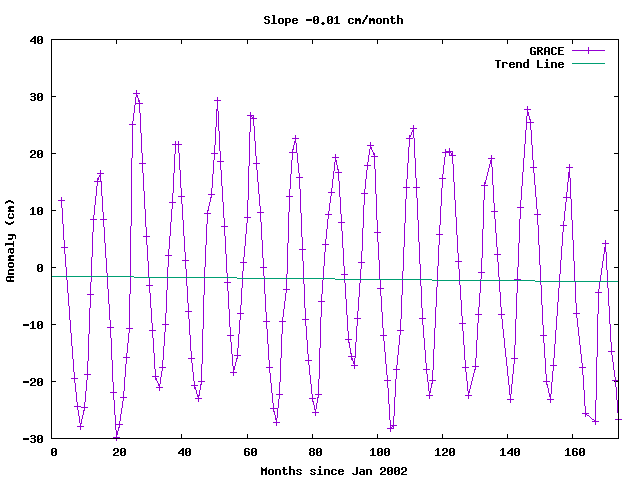 Slope -0.01 cm/month
GRACE
Trend Line
40
30
20
10
0
-10
-20
-30
Anomaly (cm)
0 20 40 60 80 100 120 140 160
Months since Jan 2002